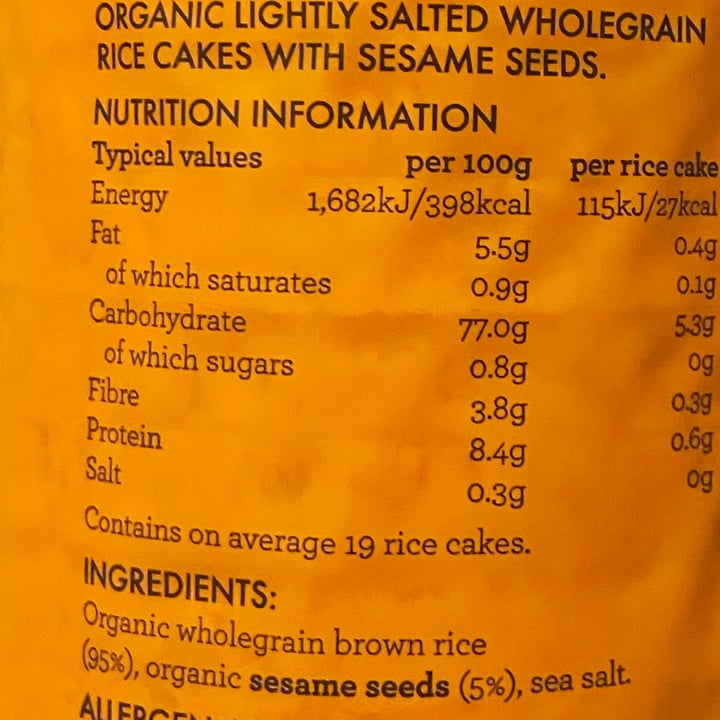 ORGANIC LIGHTLY SALTED WHOLEGRAIN
RICE CAKES WITH SESAME SEEDS.
NUTRITION INFORMATION
Typical values per 100g per rice cake
Energy 1,682kJ/398kcal 115kJ/27kcal
Fat 5.5g 0.4g
of which saturates 0.9g 0.1g
Carbohydrate 77.0g 5.3g
of which sugars 0.8g 0g
Fibre 3.8g 0.3g
Protein 8.4g 0.6g
Salt 0.3g 0g
Contains on average 19 rice cakes.
INGREDIENTS:
Organic wholegrain brown rice
(95%), organic sesame seeds (5%), sea salt.